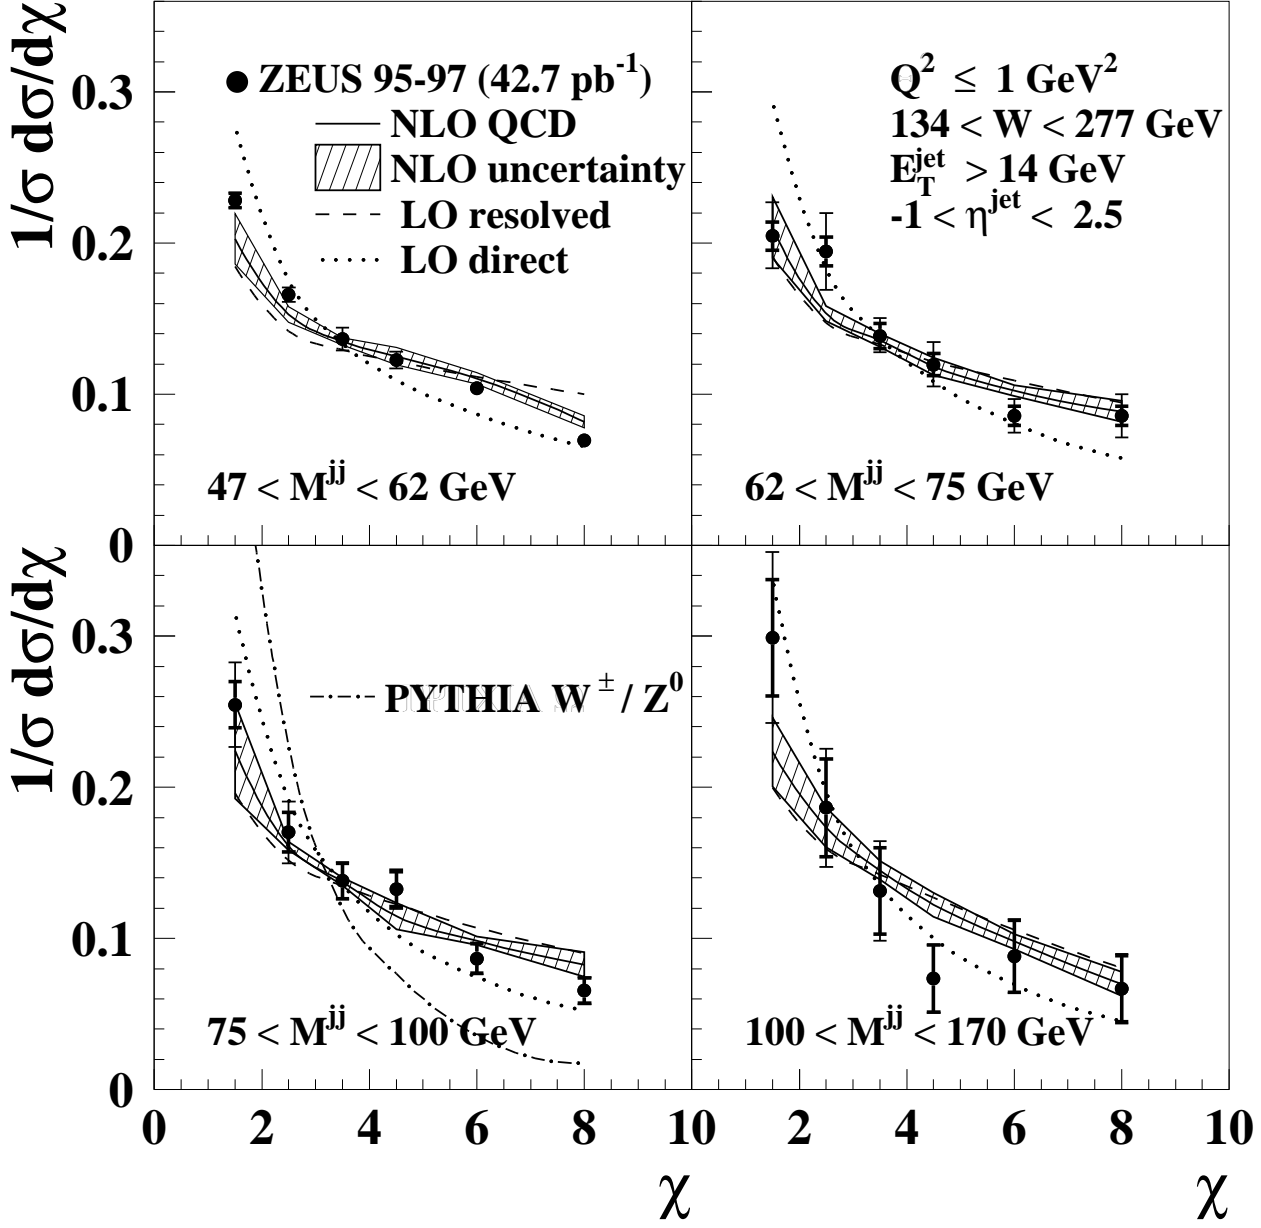 1/σ dσ/dχ
0.3
0.2
0.1
0
● ZEUS 95-97 (42.7 pb⁻¹)
NLO QCD
NLO uncertainty
LO resolved
LO direct
47 < Mʲʲ < 62 GeV
Q² ≤ 1 GeV²
134 < W < 277 GeV
E_T^jet > 14 GeV
-1 < η^jet < 2.5
62 < Mʲʲ < 75 GeV
1/σ dσ/dχ
0.3
0.2
0.1
0
PYTHIA W± / Z⁰
75 < Mʲʲ < 100 GeV
100 < Mʲʲ < 170 GeV
0 2 4 6 8 10 2 4 6 8 10
χ χ